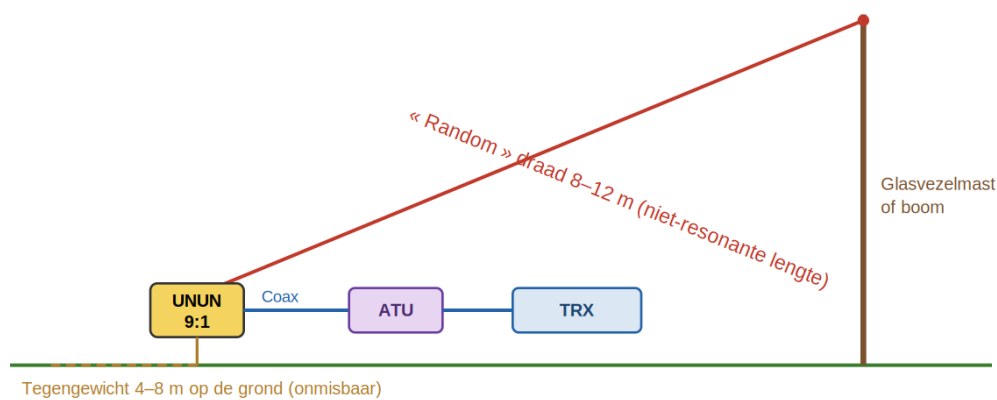 « Random » draad 8–12 m (niet-resonante lengte)
Glasvezelmast
of boom
UNUN
9:1
Coax
ATU
TRX
Tegengewicht 4–8 m op de grond (onmisbaar)